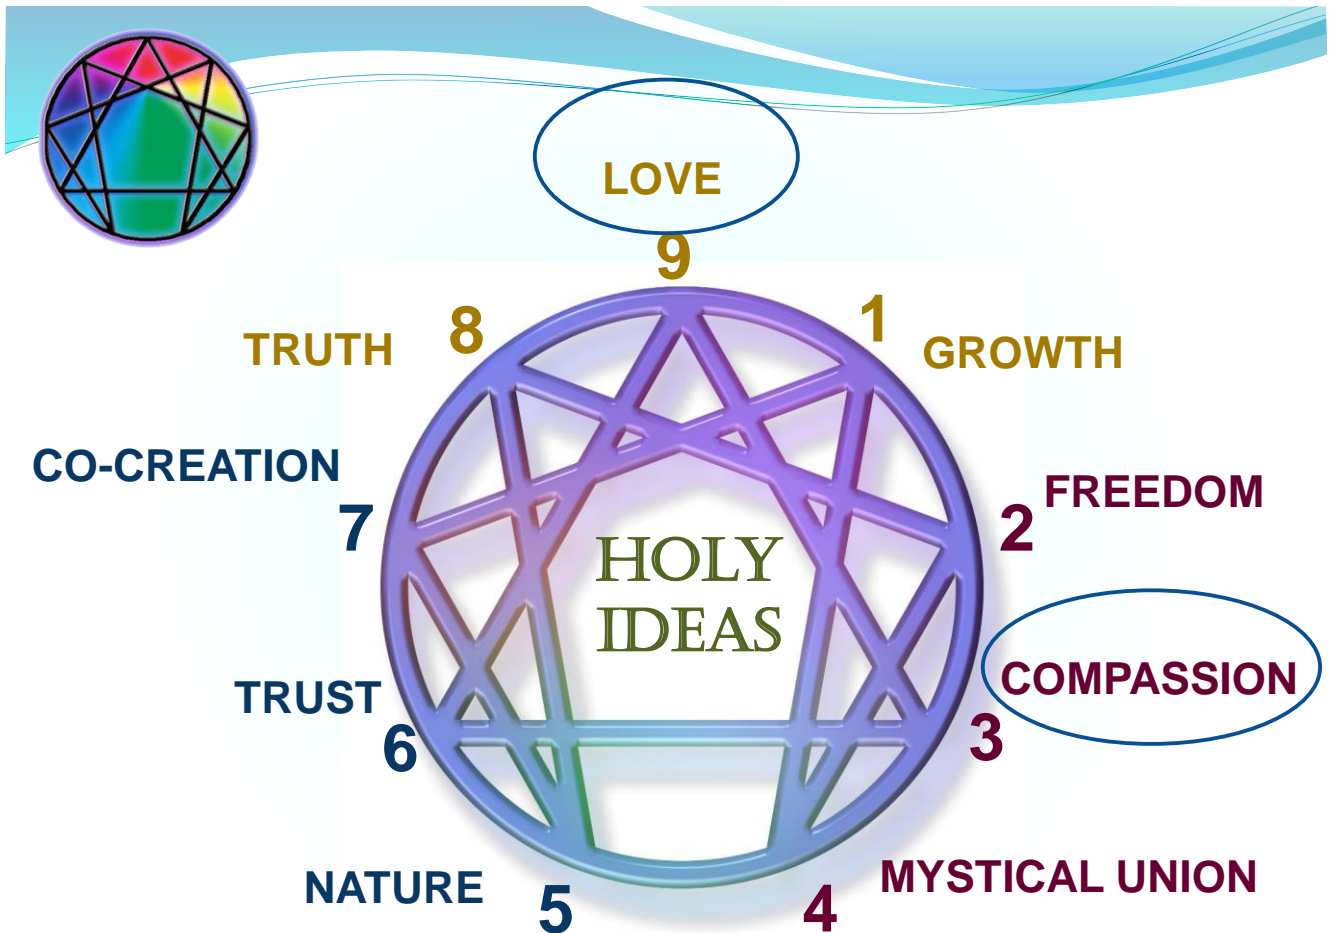 LOVE
9
8
1
TRUTH
GROWTH
CO-CREATION
7
FREEDOM
2
HOLY
IDEAS
COMPASSION
TRUST
3
6
NATURE
5
MYSTICAL UNION
4